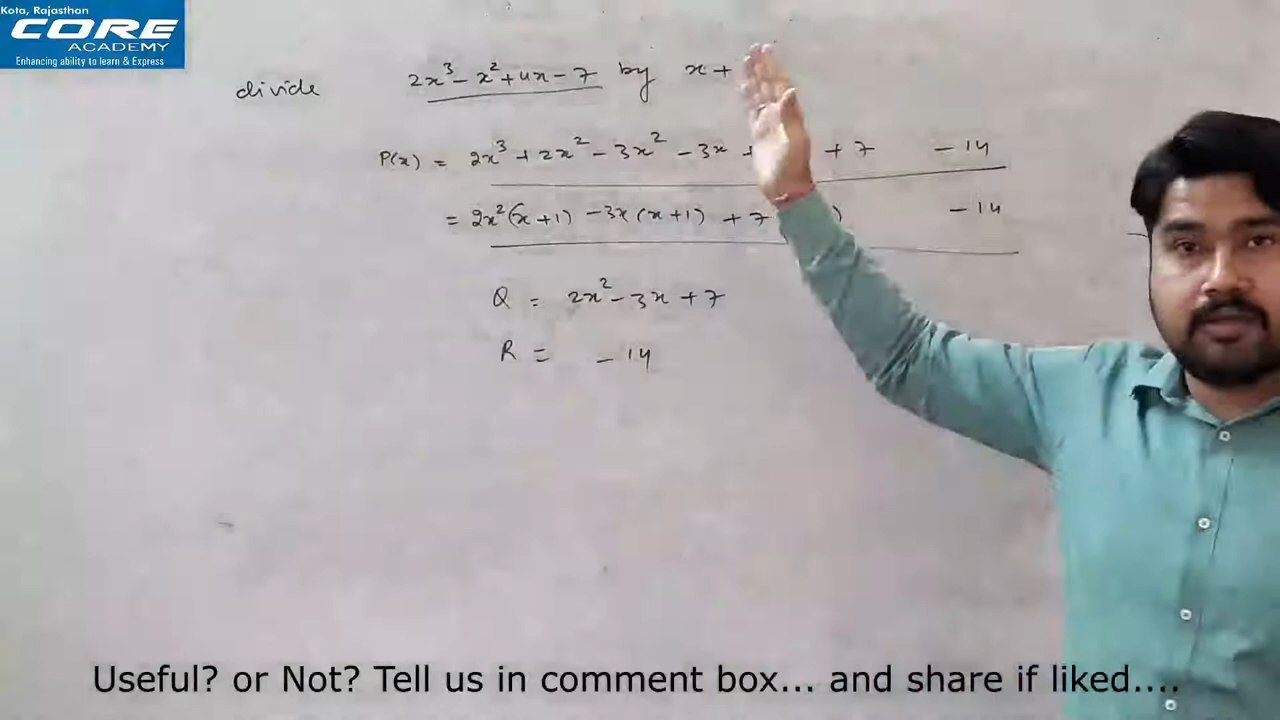 Kota, Rajasthan
CORE
ACADEMY
Enhancing ability to learn & Express
divide 2x³ - x² + 4x - 7 by x +
P(x) = 2x³ + 2x² - 3x² - 3x + + 7 - 14
= 2x²(x+1) - 3x(x+1) + 7 ) - 14
Q = 2x² - 3x + 7
R = - 14
Useful? or Not? Tell us in comment box... and share if liked....